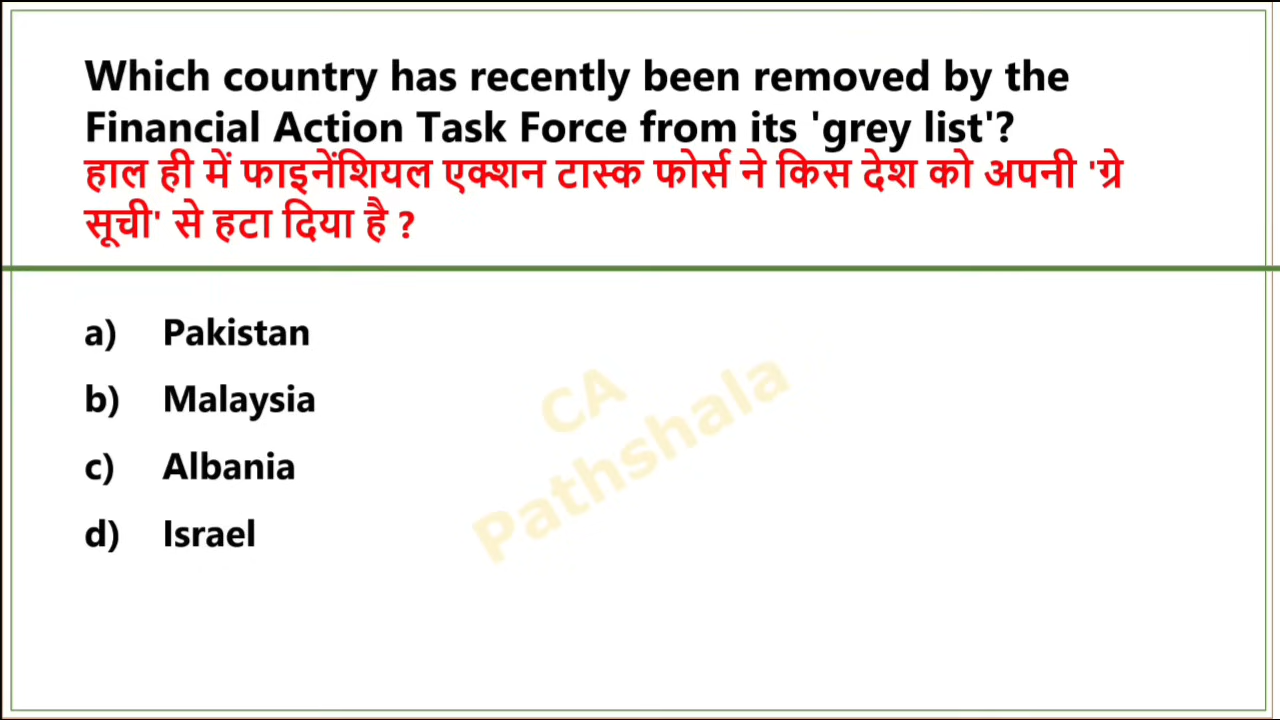 Which country has recently been removed by the
Financial Action Task Force from its 'grey list'?
हाल ही में फाइनेंशियल एक्शन टास्क फोर्स ने किस देश को अपनी 'ग्रे
सूची' से हटा दिया है ?
a) Pakistan
b) Malaysia
c) Albania
d) Israel
CA
Pathshala